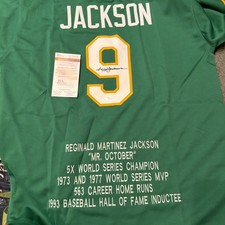 JACKSON
9
REGINALD MARTINEZ JACKSON
"MR. OCTOBER"
5X WORLD SERIES CHAMPION
1973 AND 1977 WORLD SERIES MVP
563 CAREER HOME RUNS
1993 BASEBALL HALL OF FAME INDUCTEE